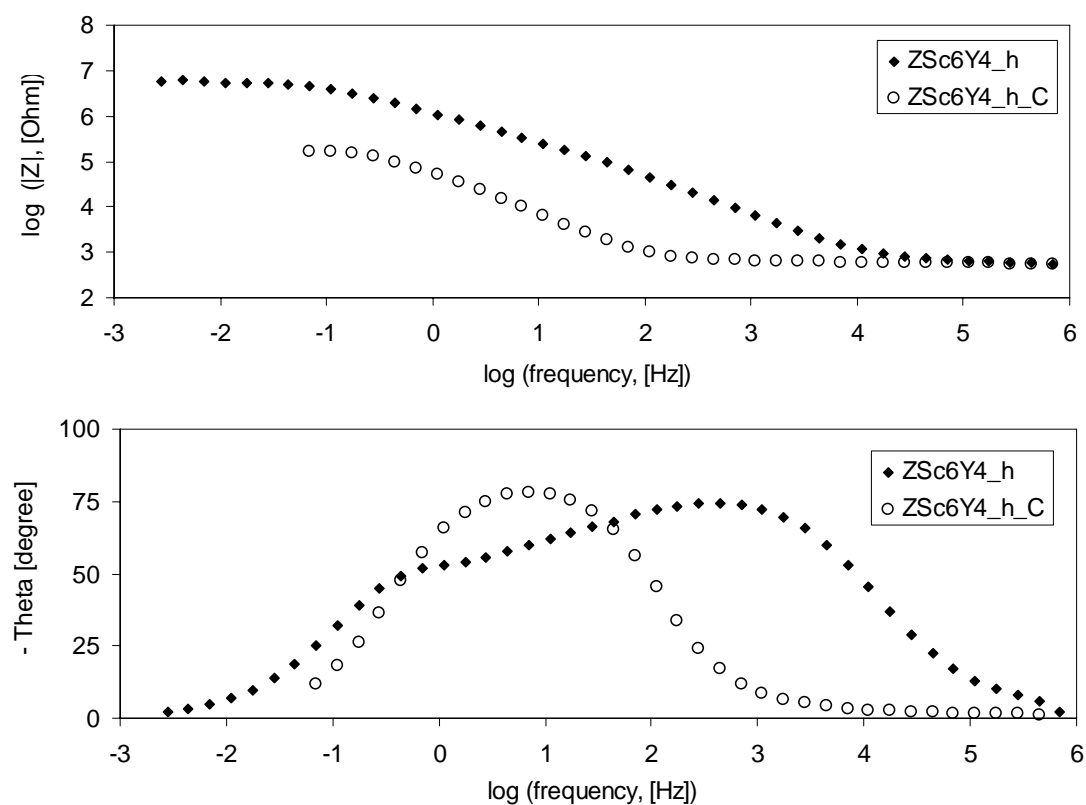 8
7
6
5
4
3
2
log (|Z|, [Ohm])
ZSc6Y4_h
ZSc6Y4_h_C
-3 -2 -1 0 1 2 3 4 5 6
log (frequency, [Hz])
100
75
50
25
0
- Theta [degree]
ZSc6Y4_h
ZSc6Y4_h_C
-3 -2 -1 0 1 2 3 4 5 6
log (frequency, [Hz])